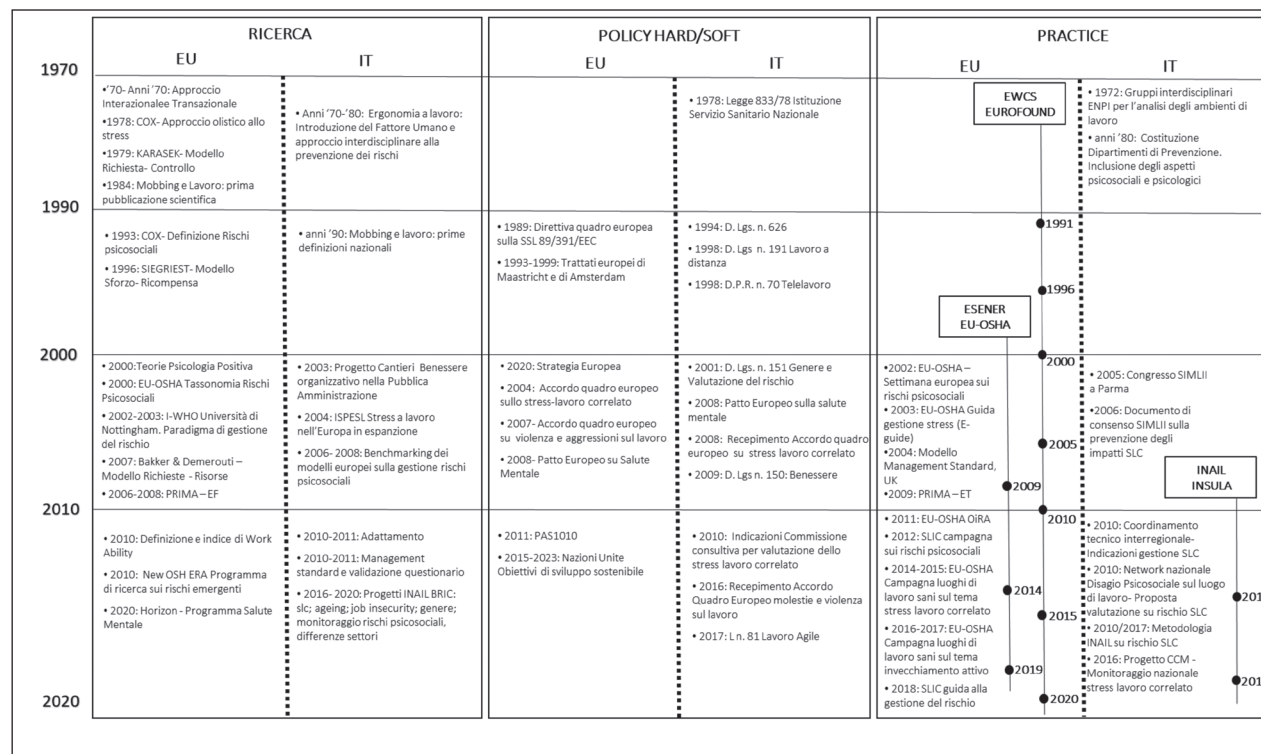 RICERCA
EU
IT
POLICY HARD/SOFT
EU
IT
PRACTICE
EU
IT
1970
•'70- Anni '70: Approccio
Interazionalee Transazionale
•1978: COX- Approccio olistico allo
stress
•1979: KARASEK- Modello
Richiesta- Controllo
•1984: Mobbing e Lavoro: prima
pubblicazione scientifica
• Anni '70-'80: Ergonomia a lavoro:
Introduzione del Fattore Umano e
approccio interdisciplinare alla
prevenzione dei rischi
•1978: Legge 833/78 Istituzione
Servizio Sanitario Nazionale
EWCS
EUROFOUND
• 1972: Gruppi interdisciplinari
ENPI per l'analisi degli ambienti di
lavoro
• anni '80: Costituzione
Dipartimenti di Prevenzione.
Inclusione degli aspetti
psicosociali e psicologici
1990
• 1993: COX- Definizione Rischi
psicosociali
• 1996: SIEGRIEST- Modello
Sforzo- Ricompensa
• anni '90: Mobbing e lavoro: prime
definizioni nazionali
• 1989: Direttiva quadro europea
sulla SSL 89/391/EEC
• 1993-1999: Trattati europei di
Maastricht e di Amsterdam
• 1994: D. Lgs. n. 626
• 1998: D. Lgs n. 191 Lavoro a
distanza
• 1998: D.P.R. n. 70 Telelavoro
1991
1996
ESENER
EU-OSHA
2000
• 2000:Teorie Psicologia Positiva
• 2000: EU-OSHA Tassonomia Rischi
Psicosociali
• 2002-2003: I-WHO Università di
Nottingham. Paradigma di gestione
del rischio
• 2007: Bakker & Demerouti –
Modello Richieste - Risorse
• 2006-2008: PRIMA – EF
• 2003: Progetto Cantieri Benessere
organizzativo nella Pubblica
Amministrazione
• 2004: ISPESL Stress a lavoro
nell'Europa in espanzione
• 2006- 2008: Benchmarking dei
modelli europei sulla gestione rischi
psicosociali
• 2020: Strategia Europea
• 2004: Accordo quadro europeo
sullo stress-lavoro correlato
• 2007- Accordo quadro europeo
su violenza e aggressioni sul lavoro
• 2008- Patto Europeo su Salute
Mentale
• 2001: D. Lgs. n. 151 Genere e
Valutazione del rischio
• 2008: Patto Europeo sulla salute
mentale
• 2008: Recepimento Accordo quadro
europeo su stress lavoro correlato
• 2009: D. Lgs n. 150: Benessere
2000
•2002: EU-OSHA –
Settimana europea sui
rischi psicosociali
• 2003: EU-OSHA Guida
gestione stress (E-
guide)
•2004: Modello
Management Standard,
UK
•2009: PRIMA – ET
2005
2009
• 2005: Congresso SIMLII
a Parma
• 2006: Documento di
consenso SIMLII sulla
prevenzione degli
impatti SLC
INAIL
INSULA
2010
• 2010: Definizione e indice di Work
Ability
• 2010: New OSH ERA Programma
di ricerca sui rischi emergenti
• 2020: Horizon - Programma Salute
Mentale
• 2010-2011: Adattamento
• 2010-2011: Management
standard e validazione questionario
• 2016- 2020: Progetti INAIL BRIC:
slc; ageing; job insecurity; genere;
monitoraggio rischi psicosociali,
differenze settori
• 2011: PAS1010
• 2015-2023: Nazioni Unite
Obiettivi di sviluppo sostenibile
• 2010: Indicazioni Commissione
consultiva per valutazione dello
stress lavoro correlato
• 2016: Recepimento Accordo
Quadro Europeo molestie e violenza
sul lavoro
• 2017: L n. 81 Lavoro Agile
2010
• 2011: EU-OSHA OiRA
• 2012: SLIC campagna
sui rischi psicosociali
• 2014-2015: EU-OSHA
Campagna luoghi di
lavoro sani sul tema
stress lavoro correlato
• 2016-2017: EU-OSHA
Campagna luoghi di
lavoro sani sul tema
invecchiamento attivo
• 2018: SLIC guida alla
gestione del rischio
2014
2015
2019
2020
• 2010: Coordinamento
tecnico interregionale-
Indicazioni gestione SLC
• 2010: Network nazionale
Disagio Psicosociale sul luogo
di lavoro- Proposta
valutazione su rischio SLC
• 2010/2017: Metodologia
INAIL su rischio SLC
• 2016: Progetto CCM -
Monitoraggio nazionale
stress lavoro correlato
2020